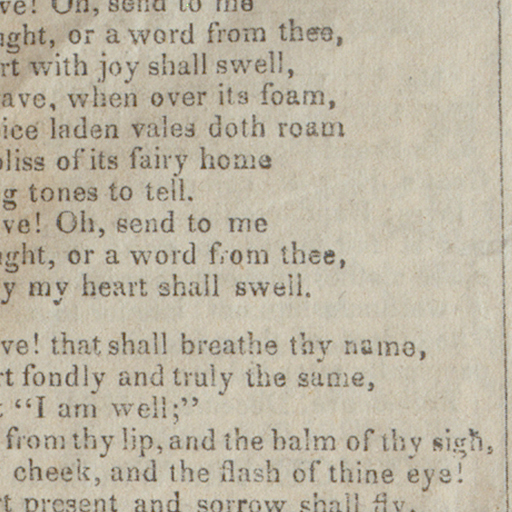 ve! Oh, send to me
ught, or a word from thee,
rt with joy shall swell,
ave, when over its foam,
ice laden vales doth roam
bliss of its fairy home
g tones to tell.
ve! Oh, send to me
ught, or a word from thee,
y my heart shall swell.
ve! that shall breathe thy name,
rt fondly and truly the same,
"I am well;"
from thy lip, and the balm of thy sigh,
cheek, and the flash of thine eye!
rt present and sorrow shall fly.